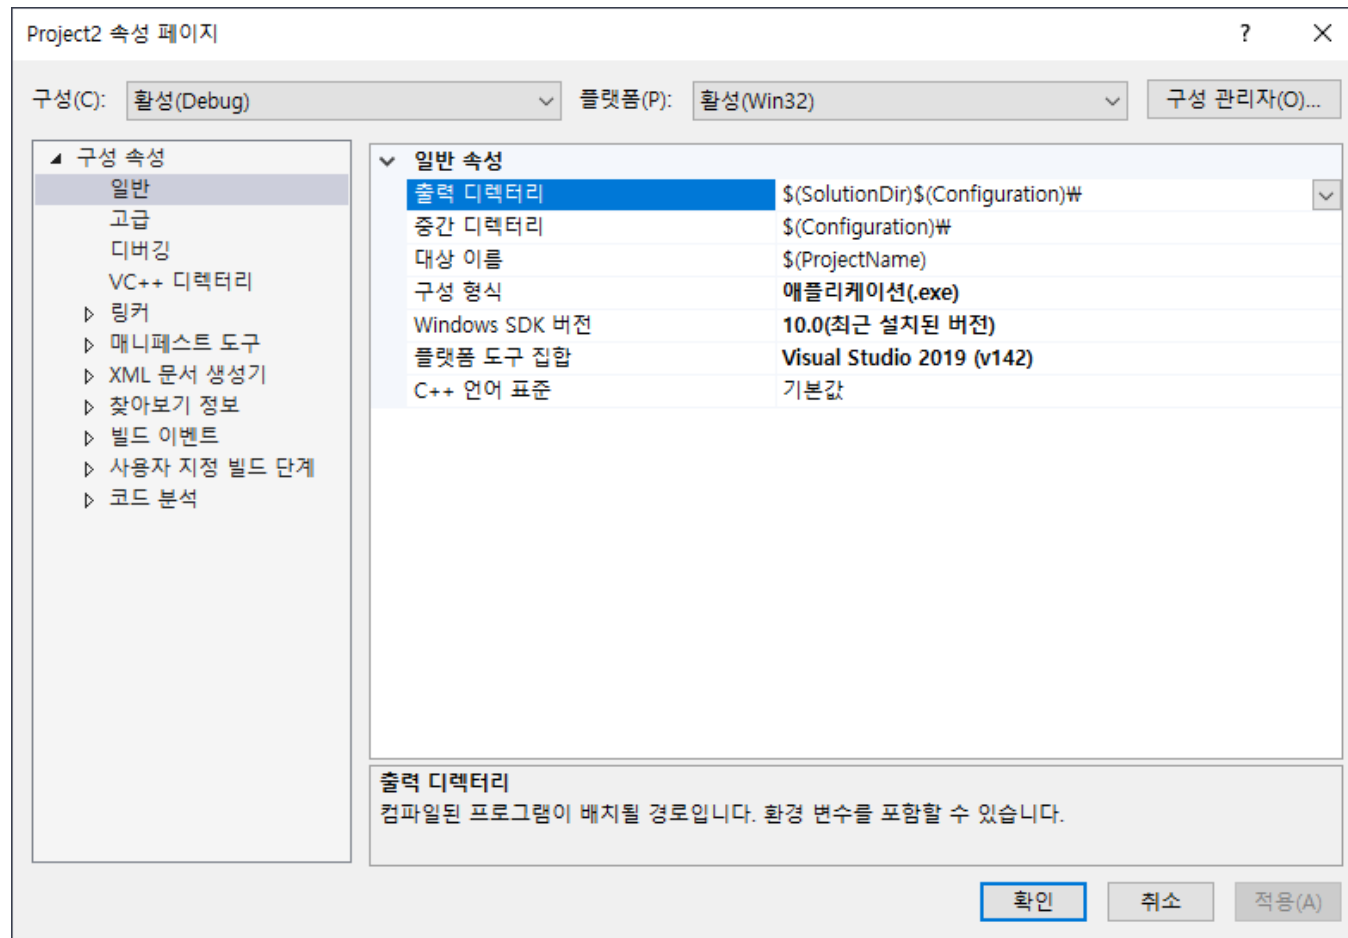 Project2 속성 페이지
?
구성(C): 활성(Debug) 플랫폼(P): 활성(Win32) 구성 관리자(O)...
구성 속성
일반
고급
디버깅
VC++ 디렉터리
링커
매니페스트 도구
XML 문서 생성기
찾아보기 정보
빌드 이벤트
사용자 지정 빌드 단계
코드 분석
일반 속성
출력 디렉터리 $(SolutionDir)$(Configuration)₩
중간 디렉터리 $(Configuration)₩
대상 이름 $(ProjectName)
구성 형식 애플리케이션(.exe)
Windows SDK 버전 10.0(최근 설치된 버전)
플랫폼 도구 집합 Visual Studio 2019 (v142)
C++ 언어 표준 기본값
출력 디렉터리
컴파일된 프로그램이 배치될 경로입니다. 환경 변수를 포함할 수 있습니다.
확인 취소 적용(A)